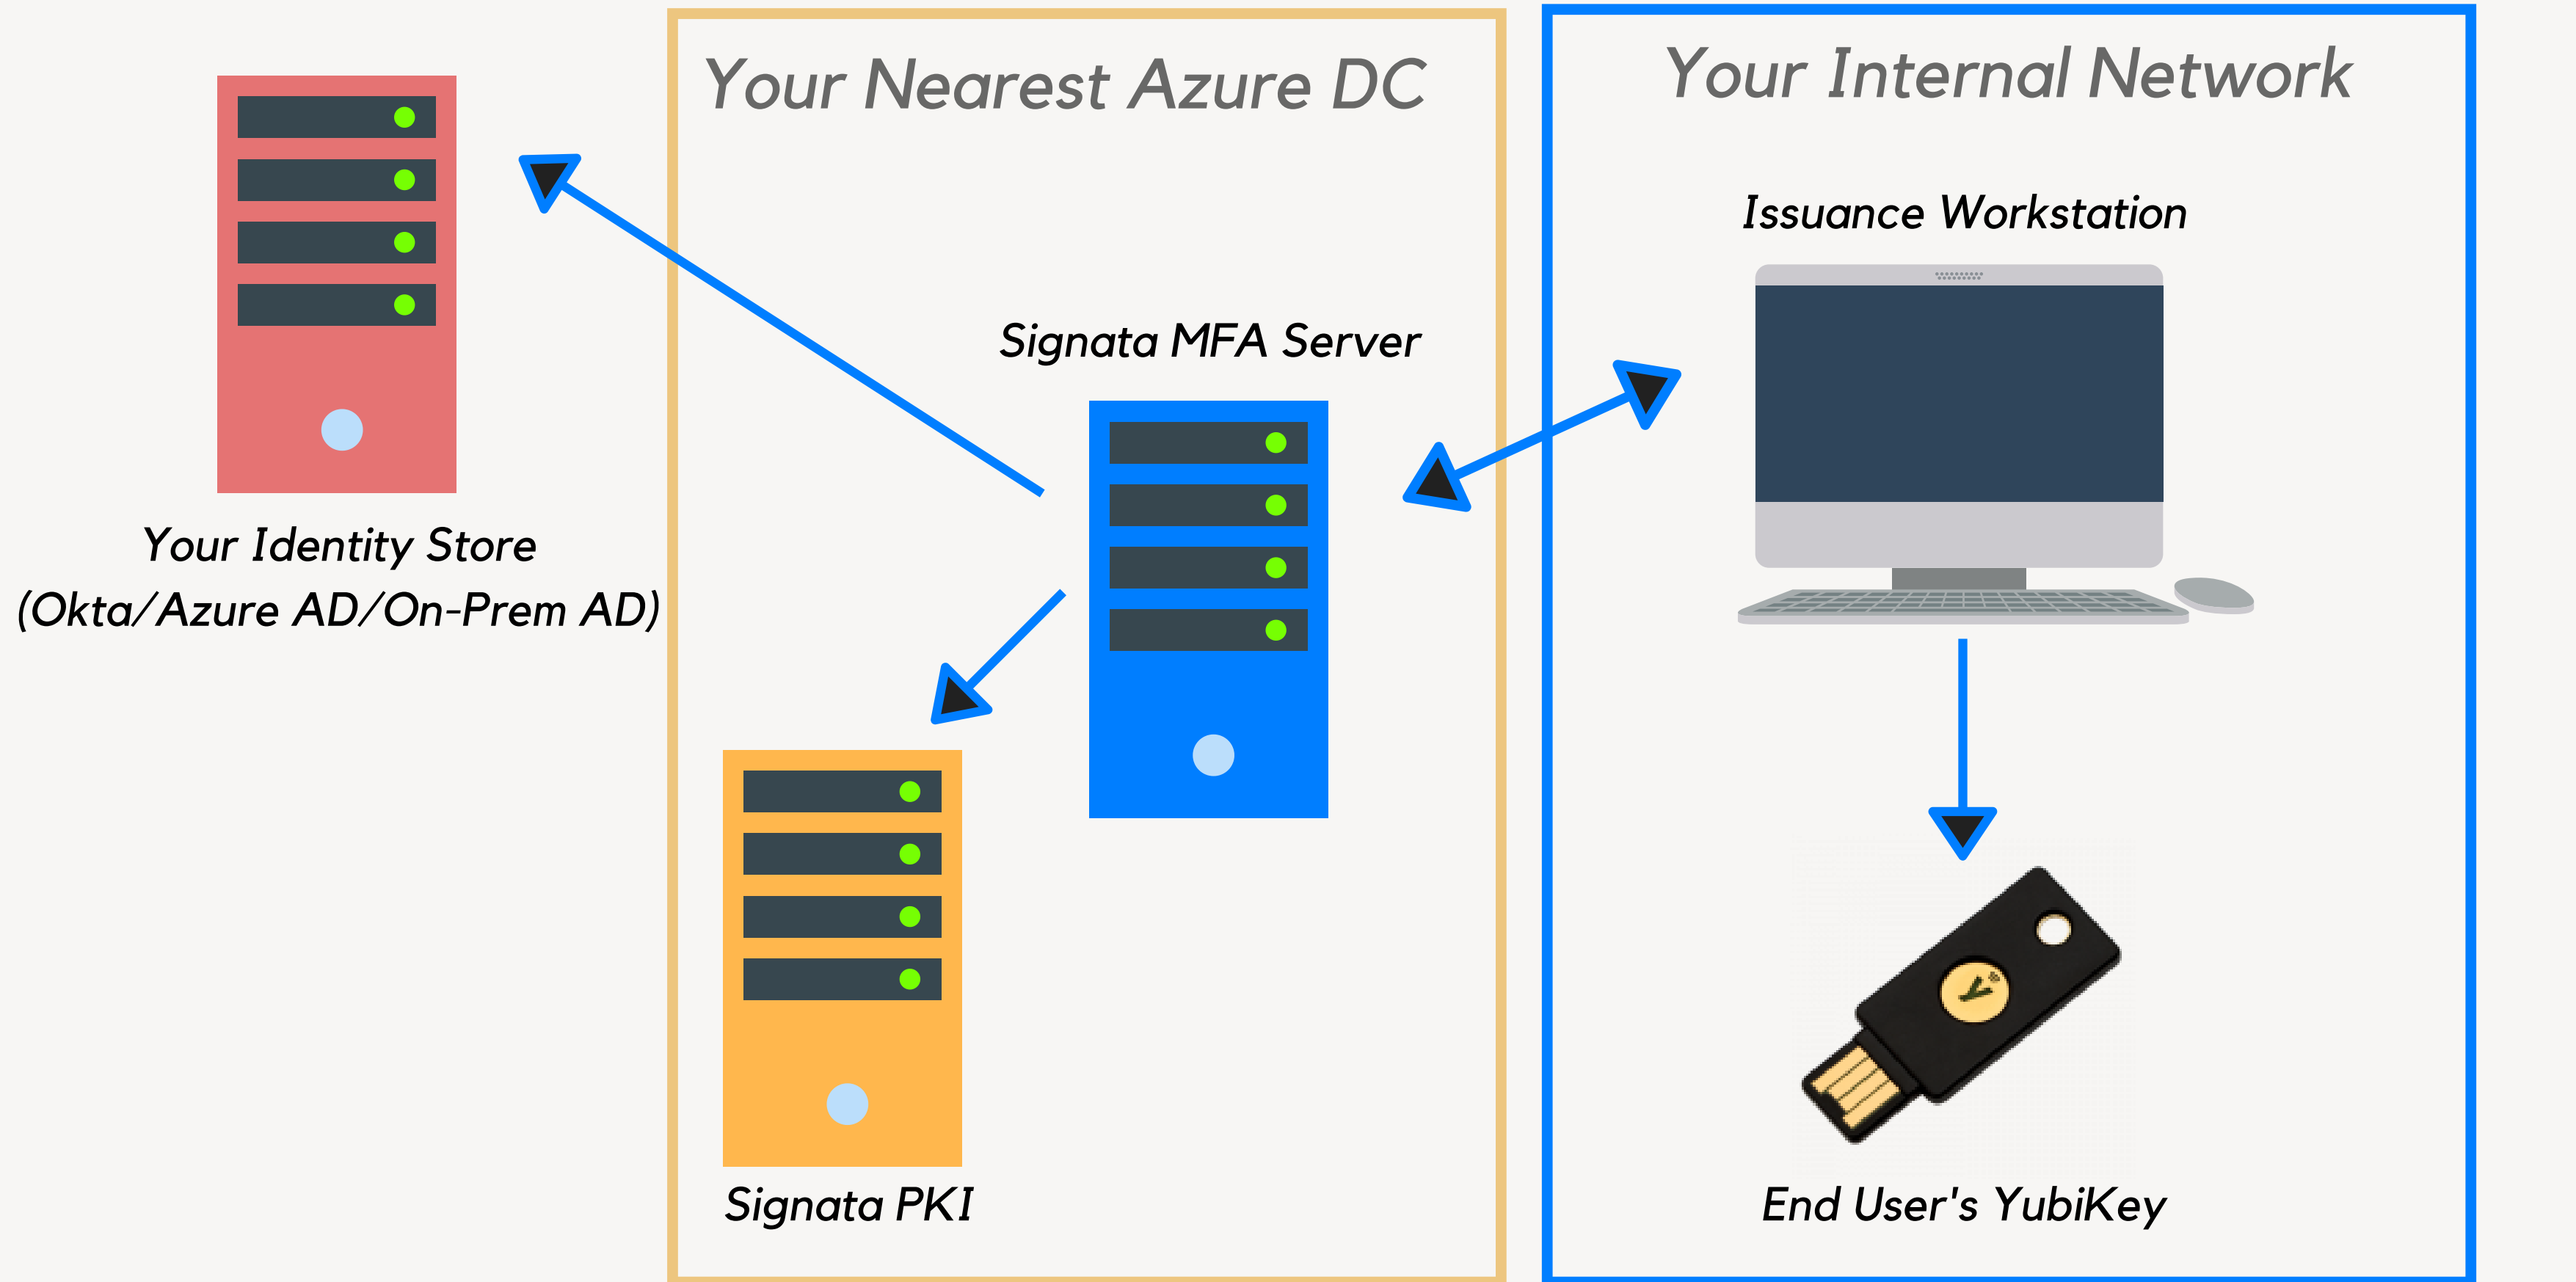 Your Nearest Azure DC
Your Internal Network
Issuance Workstation
Signata MFA Server
Your Identity Store
(Okta/Azure AD/On-Prem AD)
Signata PKI
y®
End User's YubiKey